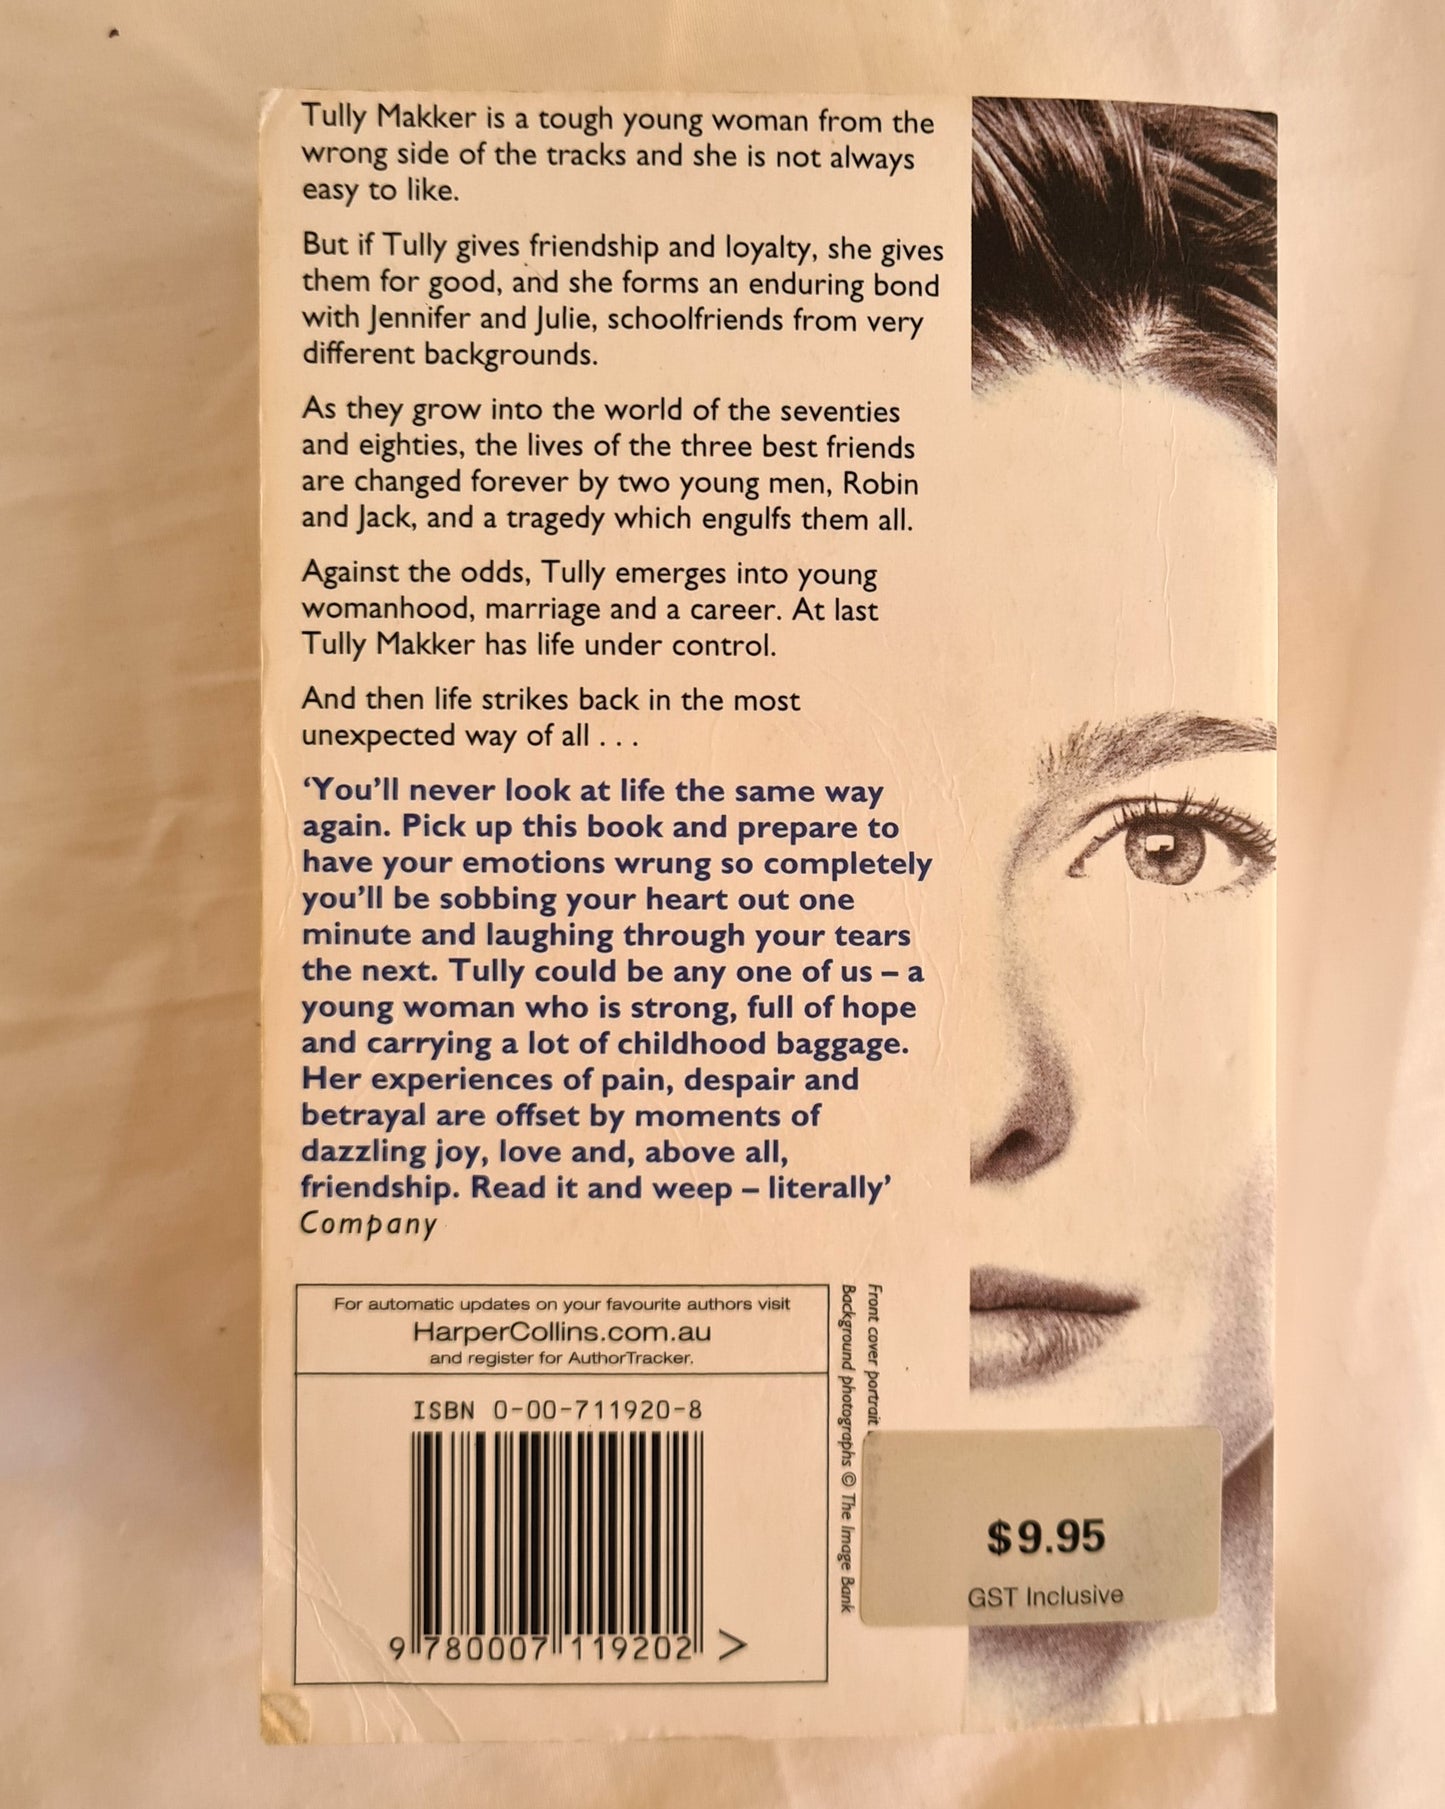 Tully Makker is a tough young woman from the
wrong side of the tracks and she is not always
easy to like.
But if Tully gives friendship and loyalty, she gives
them for good, and she forms an enduring bond
with Jennifer and Julie, schoolfriends from very
different backgrounds.
As they grow into the world of the seventies
and eighties, the lives of the three best friends
are changed forever by two young men, Robin
and Jack, and a tragedy which engulfs them all.
Against the odds, Tully emerges into young
womanhood, marriage and a career. At last
Tully Makker has life under control.
And then life strikes back in the most
unexpected way of all . . .
‘You’ll never look at life the same way
again. Pick up this book and prepare to
have your emotions wrung so completely
you’ll be sobbing your heart out one
minute and laughing through your tears
the next. Tully could be any one of us – a
young woman who is strong, full of hope
and carrying a lot of childhood baggage.
Her experiences of pain, despair and
betrayal are offset by moments of
dazzling joy, love and, above all,
friendship. Read it and weep – literally’
Company
For automatic updates on your favourite authors visit
HarperCollins.com.au
and register for AuthorTracker.
ISBN 0-00-711920-8
9 780007 119202 >
Front cover portrait
Background photographs © The Image Bank
$9.95
GST Inclusive